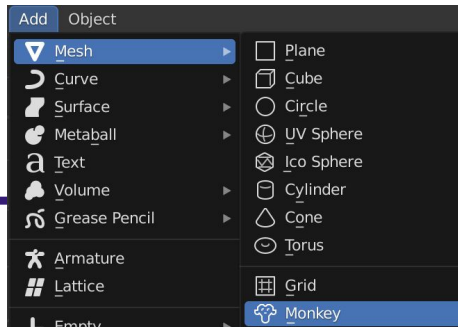 Add Object
Mesh
Curve
Surface
Metaball
Text
Volume
Grease Pencil
Armature
Lattice
Empty
Plane
Cube
Circle
UV Sphere
Ico Sphere
Cylinder
Cone
Torus
Grid
Monkey